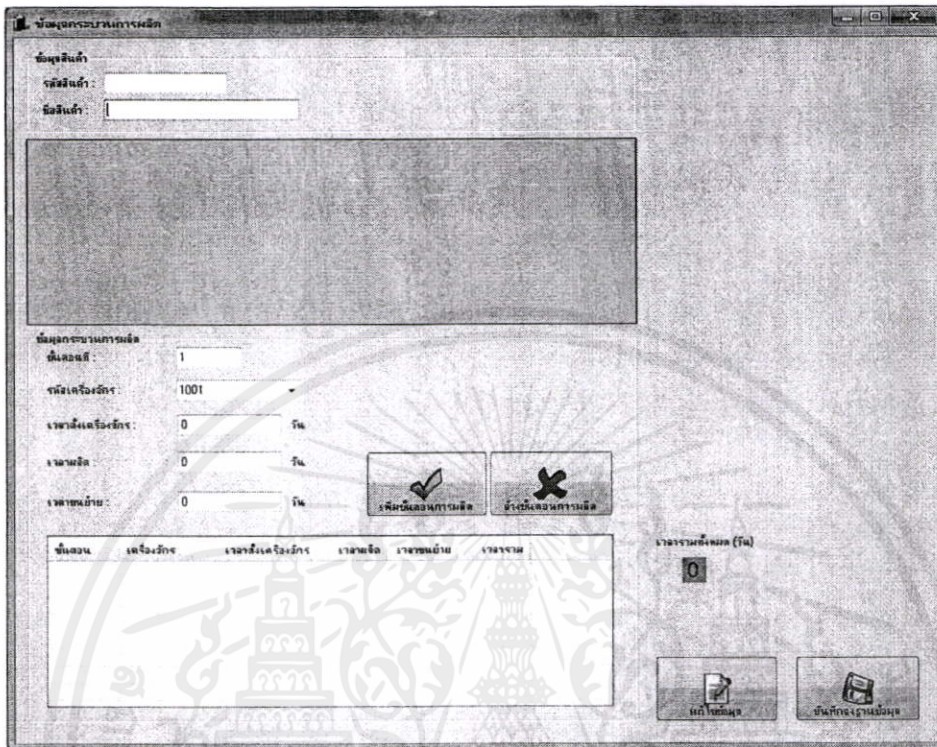 ข้อมูลกระบวนการผลิต
ข้อมูลสินค้า
รหัสสินค้า :
ชื่อสินค้า :
ข้อมูลกระบวนการผลิต
ขั้นตอนที่ : 1
รหัสเครื่องจักร : 1001
เวลาตั้งเครื่องจักร : 0 วัน
เวลาผลิต : 0 วัน
เวลาขนย้าย : 0 วัน
เพิ่มขั้นตอนการผลิต ล้างขั้นตอนการผลิต
ขั้นตอน เครื่องจักร เวลาตั้งเครื่องจักร เวลาผลิต เวลาขนย้าย เวลารวม
เวลารวมทั้งหมด (วัน)
0
แก้ไขข้อมูล บันทึกลงฐานข้อมูล